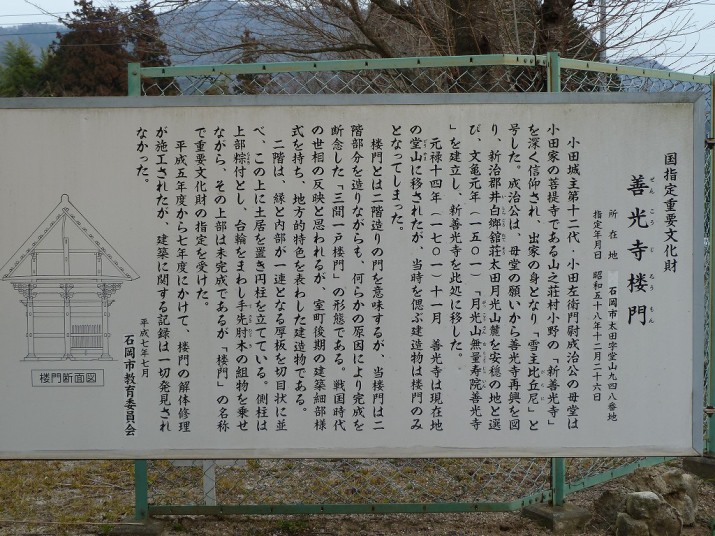 国指定重要文化財
善光寺楼門
ぜんこうじろうもん
所在地　石岡市太田字堂山九四八番地
指定年月日　昭和五十八年十二月二十六日
小田城主第十二代、小田左衛門尉成治公の母堂は
小田家の菩提寺である山之荘村小野の「新善光寺」
を深く信仰され、出家の身となり「雪主比丘尼」と
号した。成治公は、母堂の願いから善光寺再興を図
り、新治郡井白郷舘荘太田月光山麓を安穏の地と選
び、文亀元年（一五〇一）「月光山無量寿院善光寺
」を建立し、新善光寺を此処に移した。
元禄十四年（一七〇一）十一月　善光寺は現在地
の堂山に移されたが、当時を偲ぶ建造物は楼門のみ
となってしまった。
楼門とは二階造りの門を意味するが、当楼門は二
階部分を造りながらも、何らかの原因により完成を
断念した「三間一戸楼門」の形態である。戦国時代
の世相の反映と思われるが、室町後期の建築細部様
式を持ち、地方的特色を表わした建造物である。
二階は、縁と内部が一連となる厚板を切目状に並
べ、この上に土居を置き円柱を立てている。側柱は
上部粽付とし、台輪をまわし手先肘木の組物を乗せ
ながら、その上部は未完成であるが「楼門」の名称
で重要文化財の指定を受けた。
平成五年度から七年度にかけて、楼門の解体修理
が施工されたが、建築に関する記録は一切発見され
なかった。
平成七年七月
石岡市教育委員会
楼門断面図